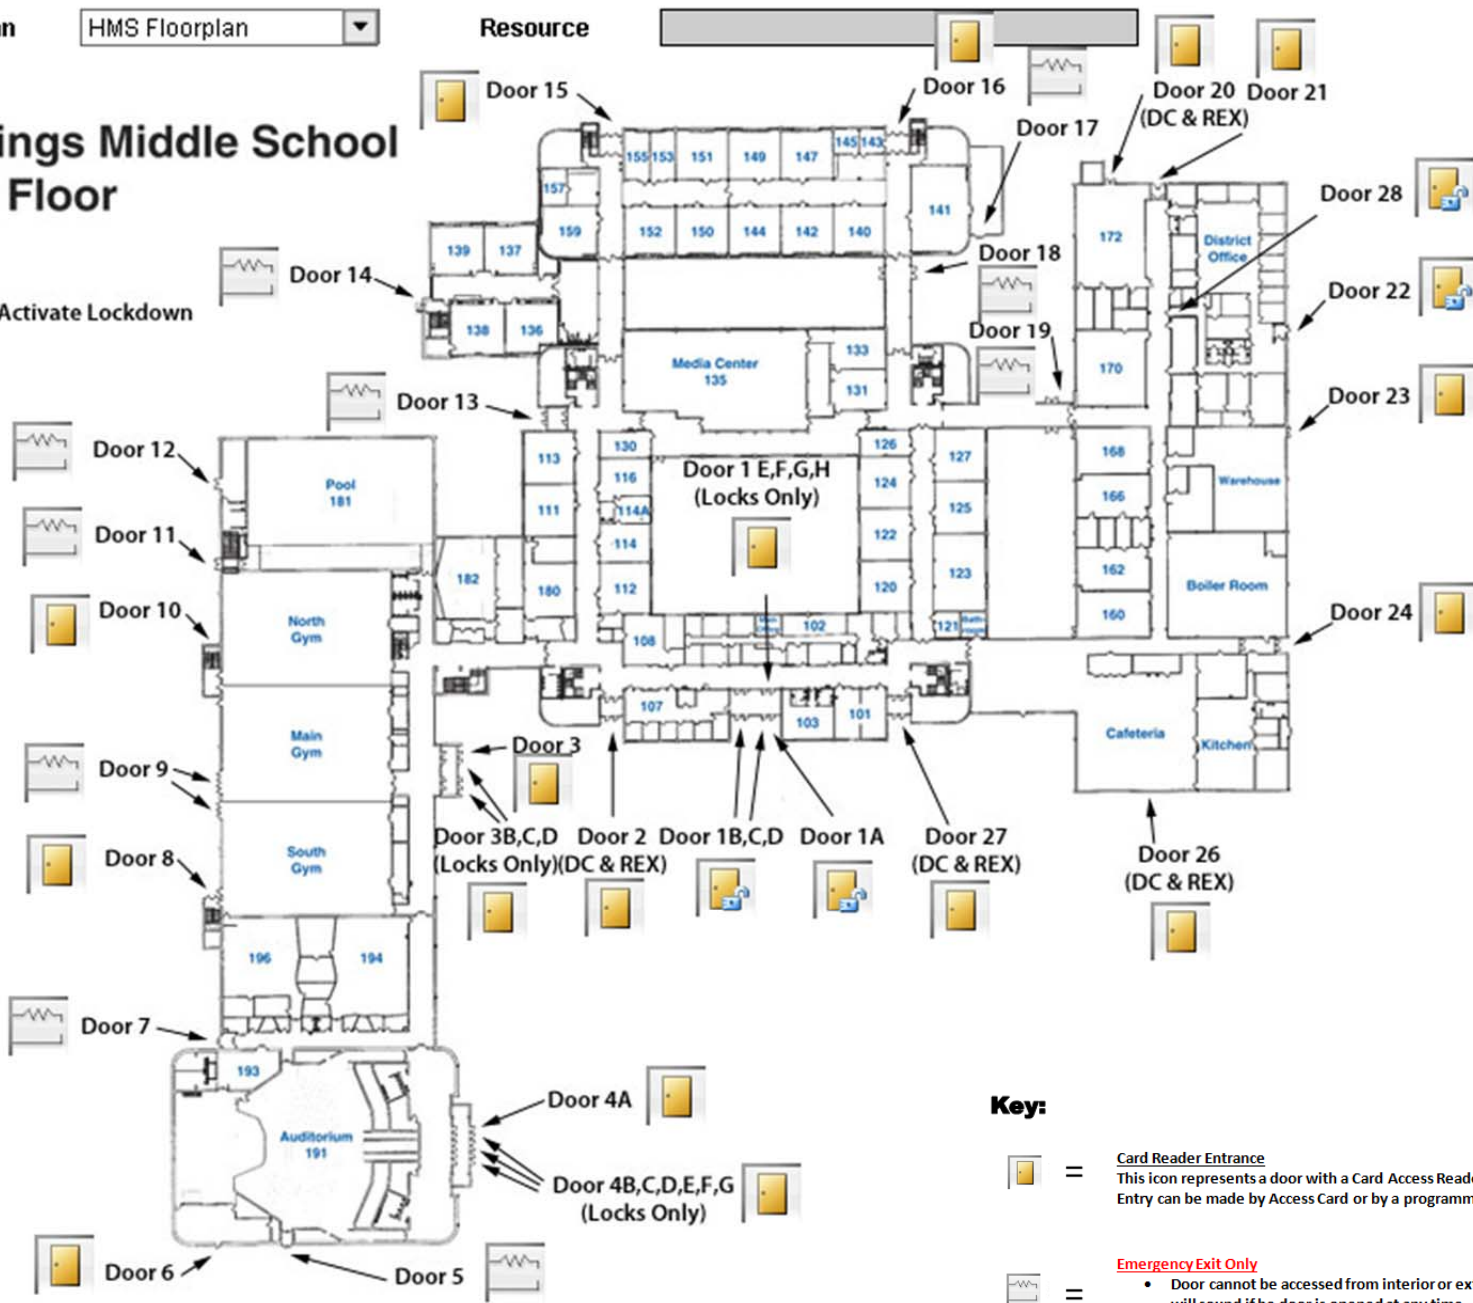 HMS Floorplan
Resource
ings Middle School
Floor
Activate Lockdown
Door 15
Door 16
Door 17
Door 20
(DC & REX)
Door 21
Door 28
Door 14
Door 18
Door 22
Door 19
Door 13
Door 23
Door 12
Door 11
Door 10
Door 24
Door 9
Door 8
Door 7
Door 1 E,F,G,H
(Locks Only)
Door 3
Door 3B,C,D
(Locks Only)
Door 2
(DC & REX)
Door 1B,C,D
Door 1A
Door 27
(DC & REX)
Door 26
(DC & REX)
Door 4A
Door 4B,C,D,E,F,G
(Locks Only)
Door 6
Door 5
155
153
151
149
147
145
143
157
159
152
150
144
142
140
141
139
137
138
136
Media Center
135
133
131
172
District
Office
170
113
111
180
130
116
114A
114
112
126
124
122
120
127
125
123
121
168
166
162
160
Warehouse
Boiler Room
Pool
181
182
North
Gym
Main
Gym
South
Gym
108
102
107
103
101
Cafeteria
Kitchen
196
194
193
Auditorium
191
Key:
=
Card Reader Entrance
This icon represents a door with a Card Access
Entry can be made by Access Card or by a
=
Emergency Exit Only
• Door cannot be accessed from interior or